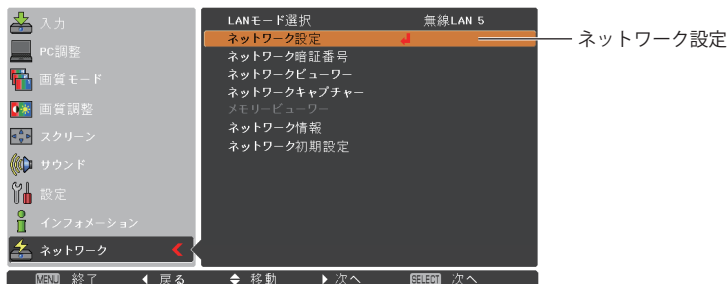 入力
PC調整
画質モード
画質調整
スクリーン
サウンド
設定
インフォメーション
ネットワーク
LANモード選択 無線LAN 5
ネットワーク設定
ネットワーク暗証番号
ネットワークビューワー
ネットワークキャプチャー
メモリービューワー
ネットワーク情報
ネットワーク初期設定
ネットワーク設定
MENU 終了 戻る 移動 次へ SELECT 次へ